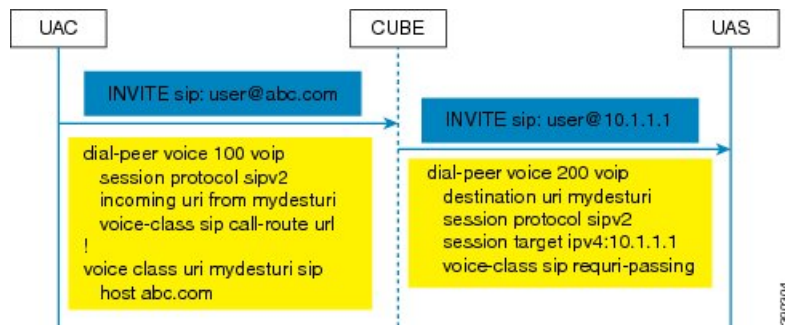 UAC
CUBE
UAS
INVITE sip: user@abc.com
INVITE sip: user@10.1.1.1
dial-peer voice 100 voip
session protocol sipv2
incoming uri from mydesturi
voice-class sip call-route url
!
voice class uri mydesturi sip
host abc.com
dial-peer voice 200 voip
destination uri mydesturi
session protocol sipv2
session target ipv4:10.1.1.1
voice-class sip requri-passing